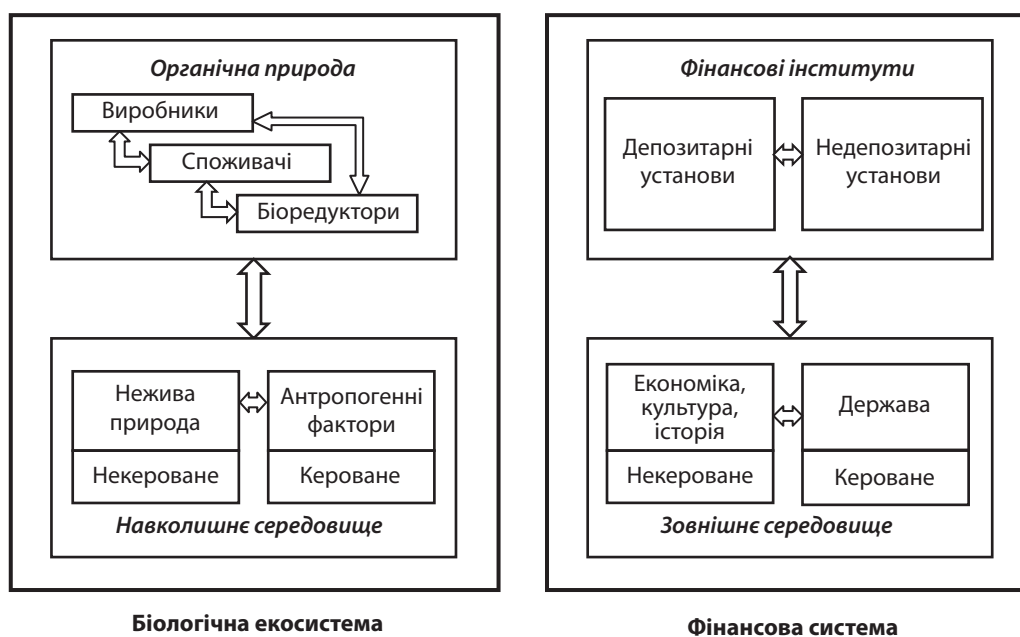 Органічна природа
Виробники
Споживачі
Біоредуктори
Нежива
природа
Антропогенні
фактори
Некероване
Кероване
Навколишнє середовище
Біологічна екосистема
Фінансові інститути
Депозитарні
установи
Недепозитарні
установи
Економіка,
культура,
історія
Держава
Некероване
Кероване
Зовнішнє середовище
Фінансова система